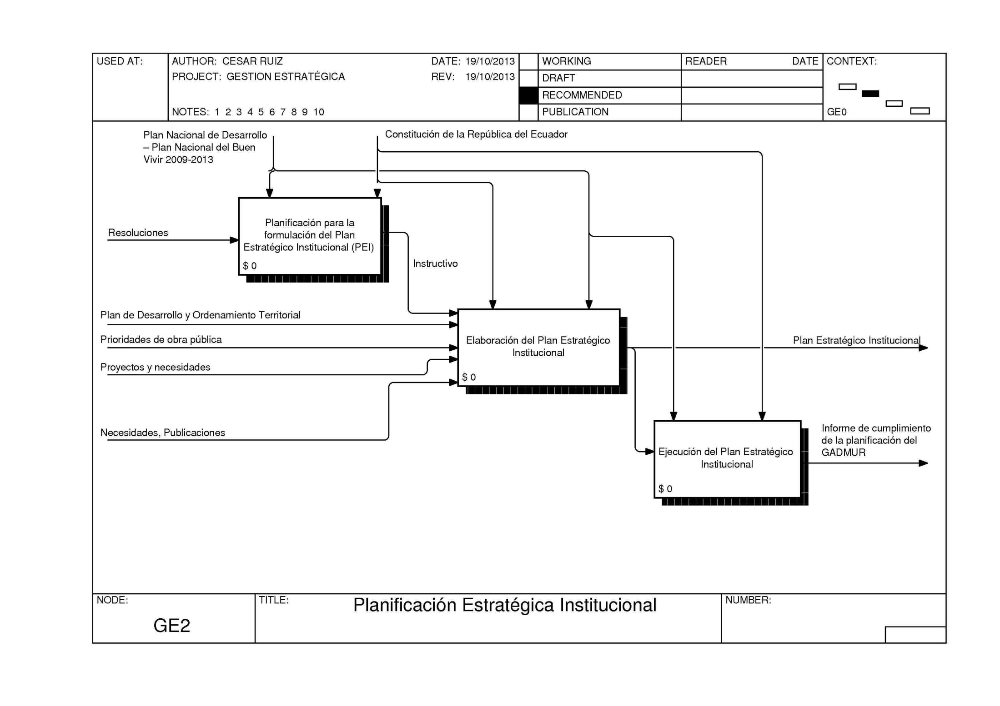 USED AT:
AUTHOR: CESAR RUIZ
DATE: 19/10/2013
PROJECT: GESTION ESTRATÉGICA
REV: 19/10/2013
NOTES: 1 2 3 4 5 6 7 8 9 10
WORKING
DRAFT
RECOMMENDED
PUBLICATION
READER DATE
CONTEXT:
GE0
Plan Nacional de Desarrollo
– Plan Nacional del Buen
Vivir 2009-2013
Constitución de la República del Ecuador
Resoluciones
Planificación para la
formulación del Plan
Estratégico Institucional (PEI)
$ 0
Instructivo
Plan de Desarrollo y Ordenamiento Territorial
Prioridades de obra pública
Proyectos y necesidades
Necesidades, Publicaciones
Elaboración del Plan Estratégico
Institucional
$ 0
Plan Estratégico Institucional
Ejecución del Plan Estratégico
Institucional
$ 0
Informe de cumplimiento
de la planificación del
GADMUR
NODE:
GE2
TITLE:
Planificación Estratégica Institucional
NUMBER: